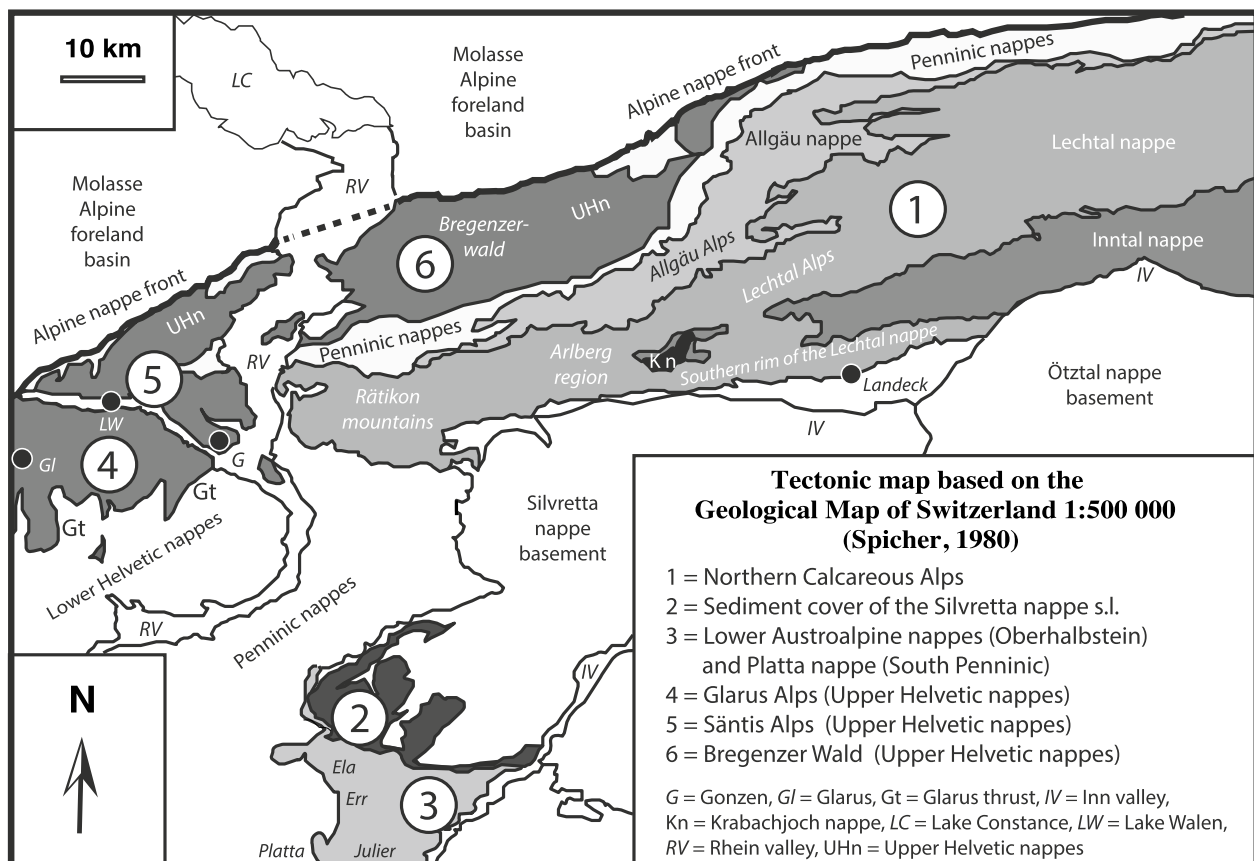 10 km
LC
Molasse
Alpine
foreland
basin
Alpine nappe front
Penninic nappes
Allgäu nappe
Lechtal nappe
Molasse
Alpine
foreland
basin
RV
Bregenzer-
wald
UHn
6
1
Inntal nappe
IV
Allgäu Alps
Lechtal Alps
Alpine nappe front
UHn
RV
Penninic nappes
Arlberg
region
Kn
Southern rim of the Lechtal nappe
Landeck
Ötztal nappe
basement
5
LW
Rätikon
mountains
IV
Gl
4
G
Gt
Gt
Lower Helvetic nappes
RV
Silvretta
nappe
basement
Penninic nappes
IV
2
Ela
Err
3
Platta
Julier
N
Tectonic map based on the
Geological Map of Switzerland 1:500 000
(Spicher, 1980)
1 = Northern Calcareous Alps
2 = Sediment cover of the Silvretta nappe s.l.
3 = Lower Austroalpine nappes (Oberhalbstein)
and Platta nappe (South Penninic)
4 = Glarus Alps (Upper Helvetic nappes)
5 = Säntis Alps (Upper Helvetic nappes)
6 = Bregenzer Wald (Upper Helvetic nappes)
G = Gonzen, Gl = Glarus, Gt = Glarus thrust, IV = Inn valley,
Kn = Krabachjoch nappe, LC = Lake Constance, LW = Lake Walen,
RV = Rhein valley, UHn = Upper Helvetic nappes